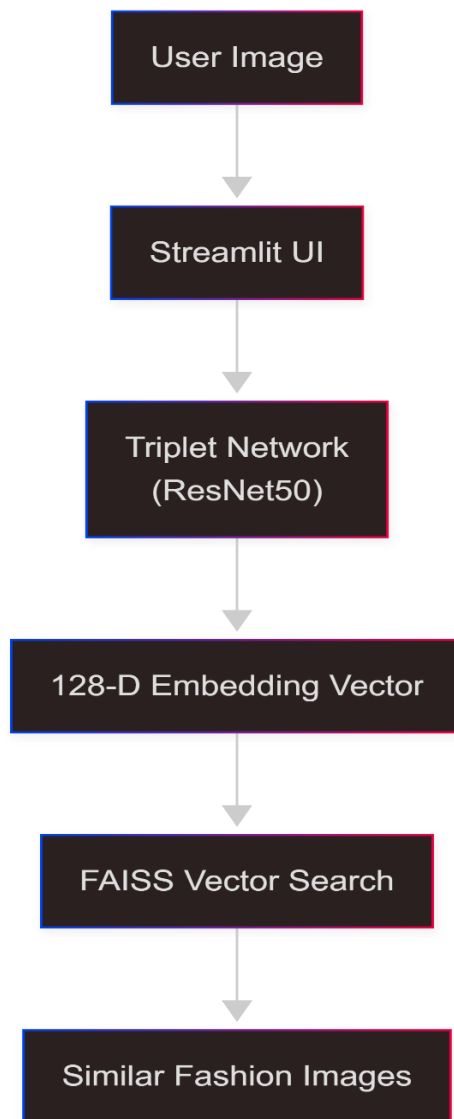 User Image
Streamlit UI
Triplet Network
(ResNet50)
128-D Embedding Vector
FAISS Vector Search
Similar Fashion Images